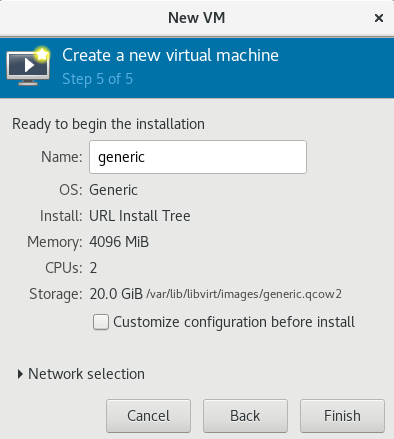 New VM
Create a new virtual machine
Step 5 of 5
Ready to begin the installation
Name: generic
OS: Generic
Install: URL Install Tree
Memory: 4096 MiB
CPUs: 2
Storage: 20.0 GiB /var/lib/libvirt/images/generic.qcow2
Customize configuration before install
Network selection
Cancel Back Finish